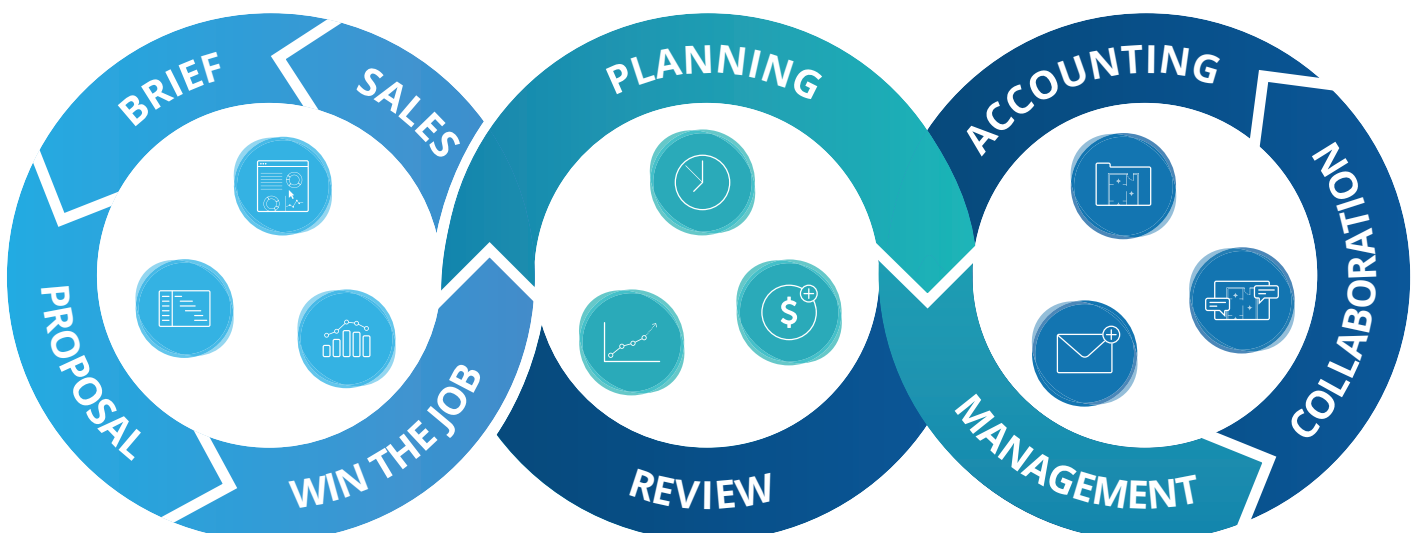 SALES
BRIEF
PROPOSAL
WIN THE JOB
PLANNING
MANAGEMENT
COLLABORATION
ACCOUNTING
REVIEW
$